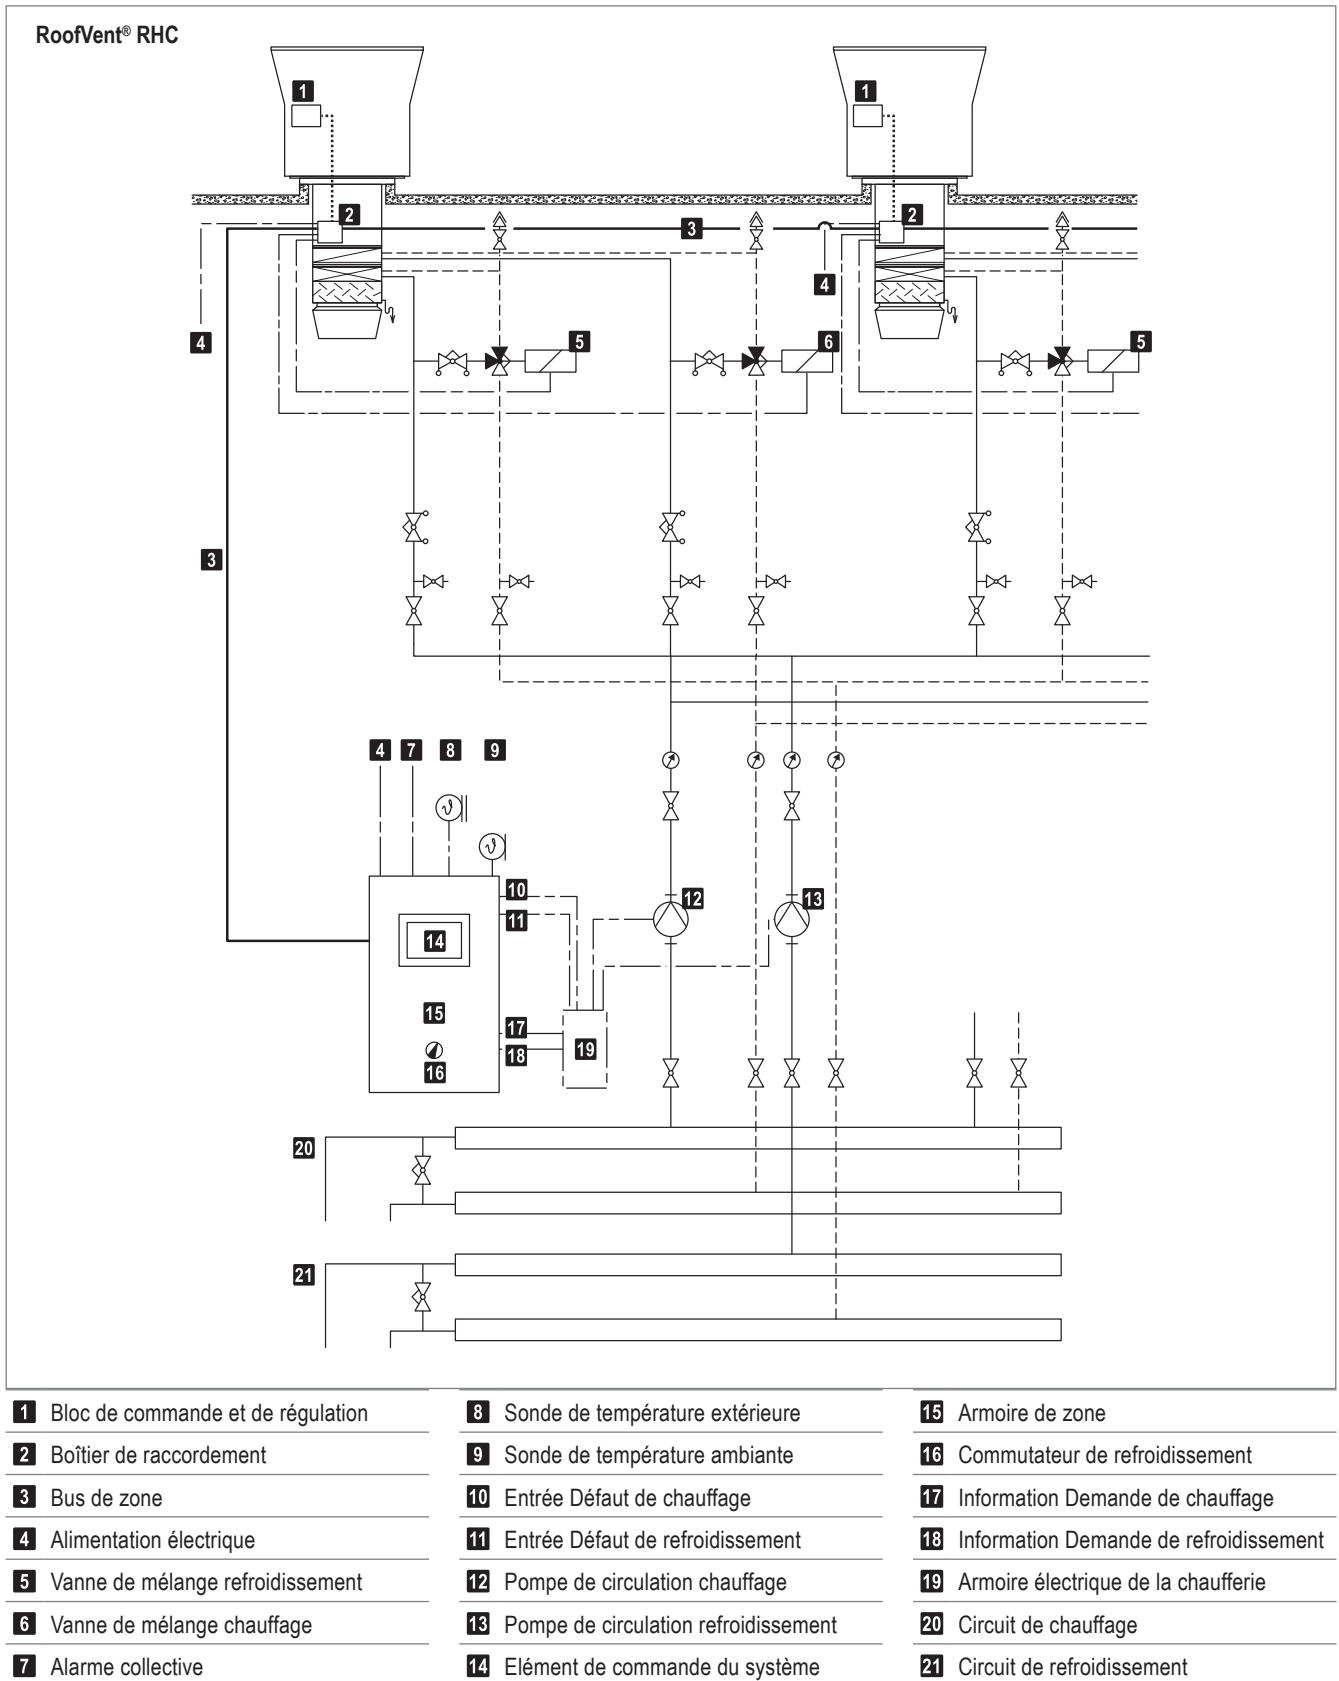 RoofVent® RHC
1
1
2
2
3
4
4
5
6
5
3
4
7
8
9
10
11
12
13
14
15
16
17
18
19
20
21
1 Bloc de commande et de régulation
2 Boîtier de raccordement
3 Bus de zone
4 Alimentation électrique
5 Vanne de mélange refroidissement
6 Vanne de mélange chauffage
7 Alarme collective
8 Sonde de température extérieure
9 Sonde de température ambiante
10 Entrée Défaut de chauffage
11 Entrée Défaut de refroidissement
12 Pompe de circulation chauffage
13 Pompe de circulation refroidissement
14 Elément de commande du système
15 Armoire de zone
16 Commutateur de refroidissement
17 Information Demande de chauffage
18 Information Demande de refroidissement
19 Armoire électrique de la chaufferie
20 Circuit de chauffage
21 Circuit de refroidissement